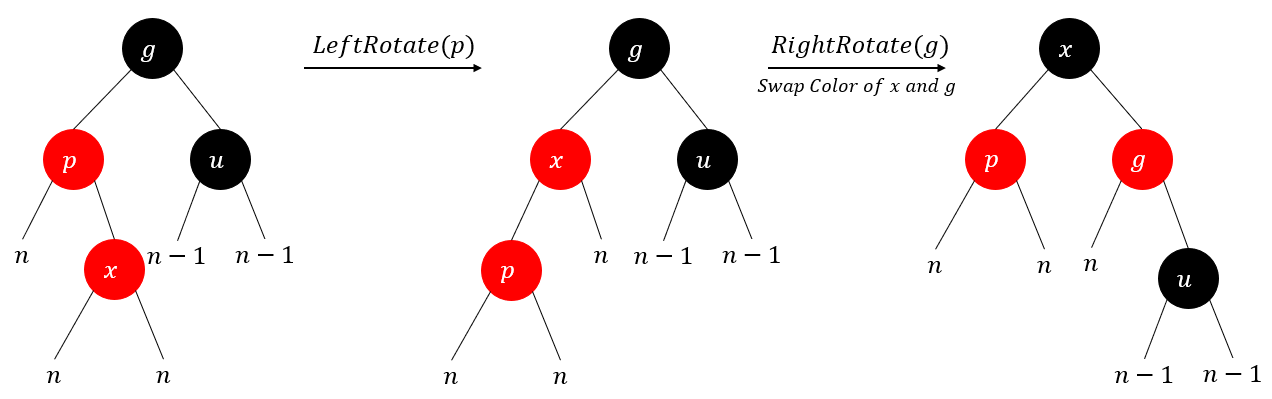 g
LeftRotate(p)
g
RightRotate(g)
Swap Color of x and g
x
p
u
x
u
p
g
n
x
n − 1
n − 1
p
n
n − 1
n − 1
n
n
n
u
n
n
n
n
n − 1
n − 1